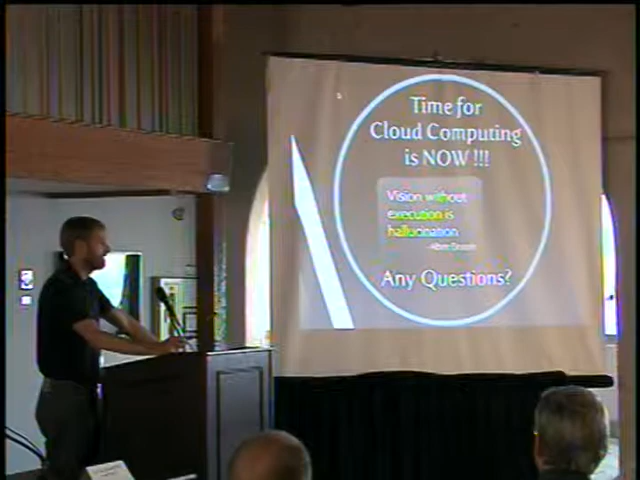 Time for
Cloud Computing
is NOW !!!
Vision without
execution is
hallucination
Any Questions?